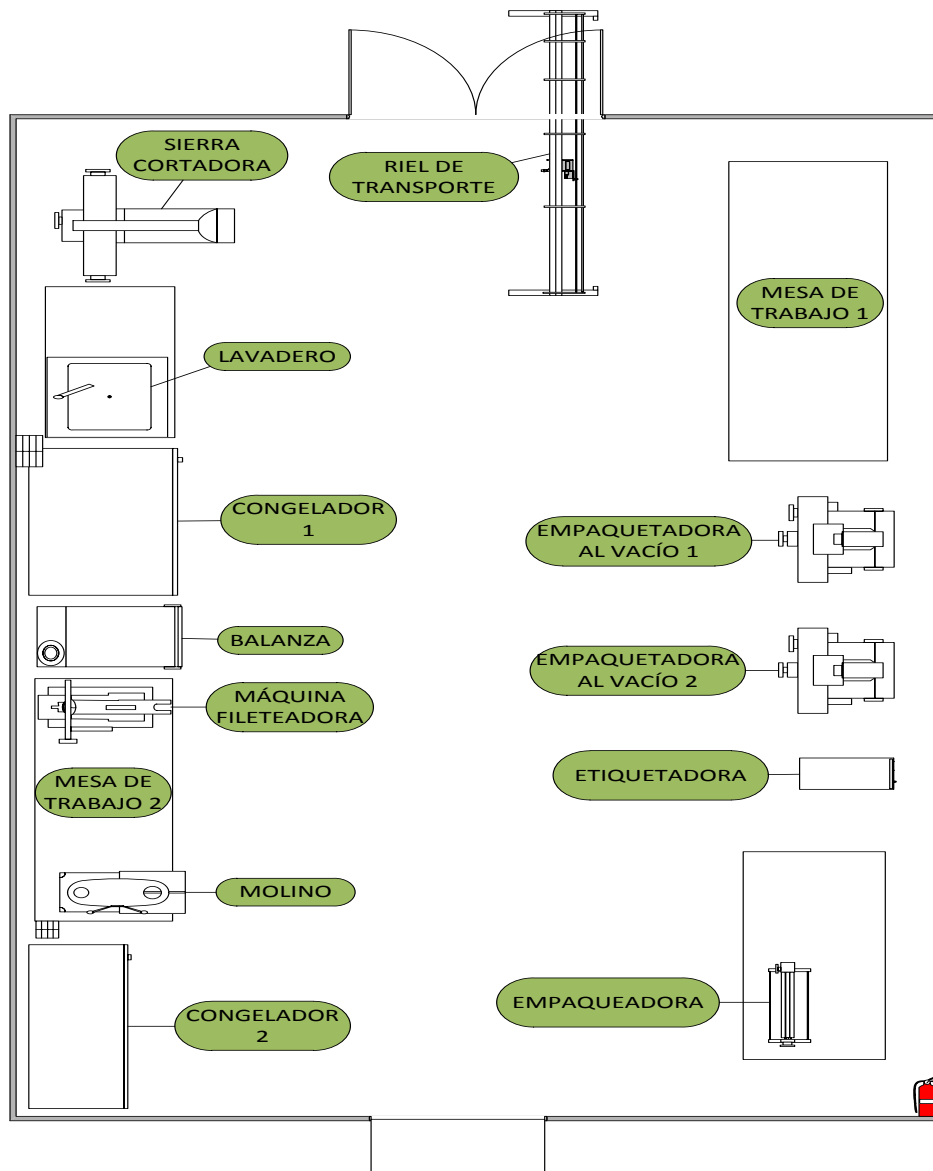 SIERRA
CORTADORA
RIEL DE
TRANSPORTE
MESA DE
TRABAJO 1
LAVADERO
CONGELADOR
1
EMPAQUETADORA
AL VACÍO 1
BALANZA
EMPAQUETADORA
AL VACÍO 2
MÁQUINA
FILETEADORA
ETIQUETADORA
MESA DE
TRABAJO 2
MOLINO
EMPAQUEADORA
CONGELADOR
2